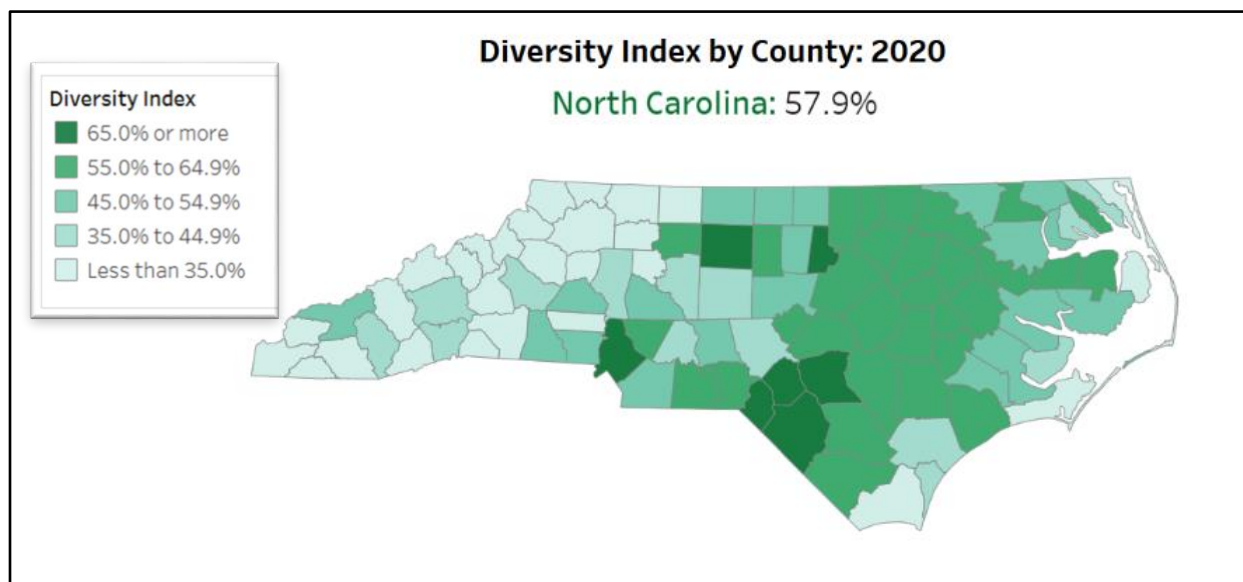 Diversity Index by County: 2020
North Carolina: 57.9%
Diversity Index
65.0% or more
55.0% to 64.9%
45.0% to 54.9%
35.0% to 44.9%
Less than 35.0%